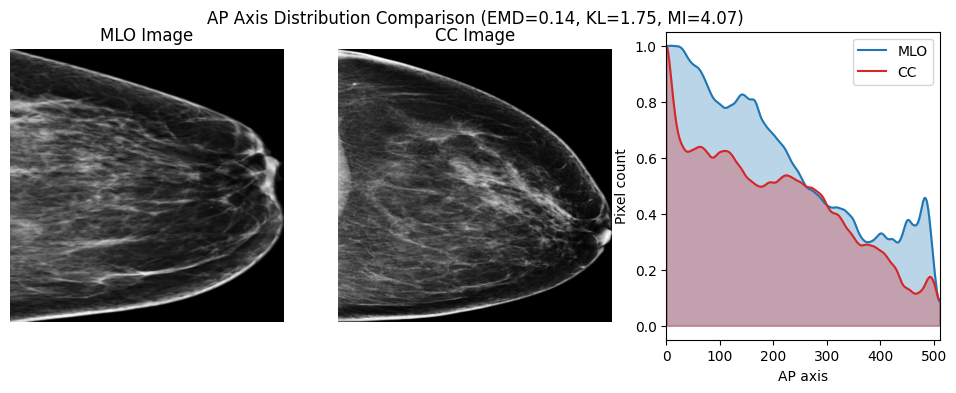 AP Axis Distribution Comparison (EMD=0.14, KL=1.75, MI=4.07)
MLO Image
CC Image
MLO
CC
Pixel count
1.0
0.8
0.6
0.4
0.2
0.0
0 100 200 300 400 500
AP axis